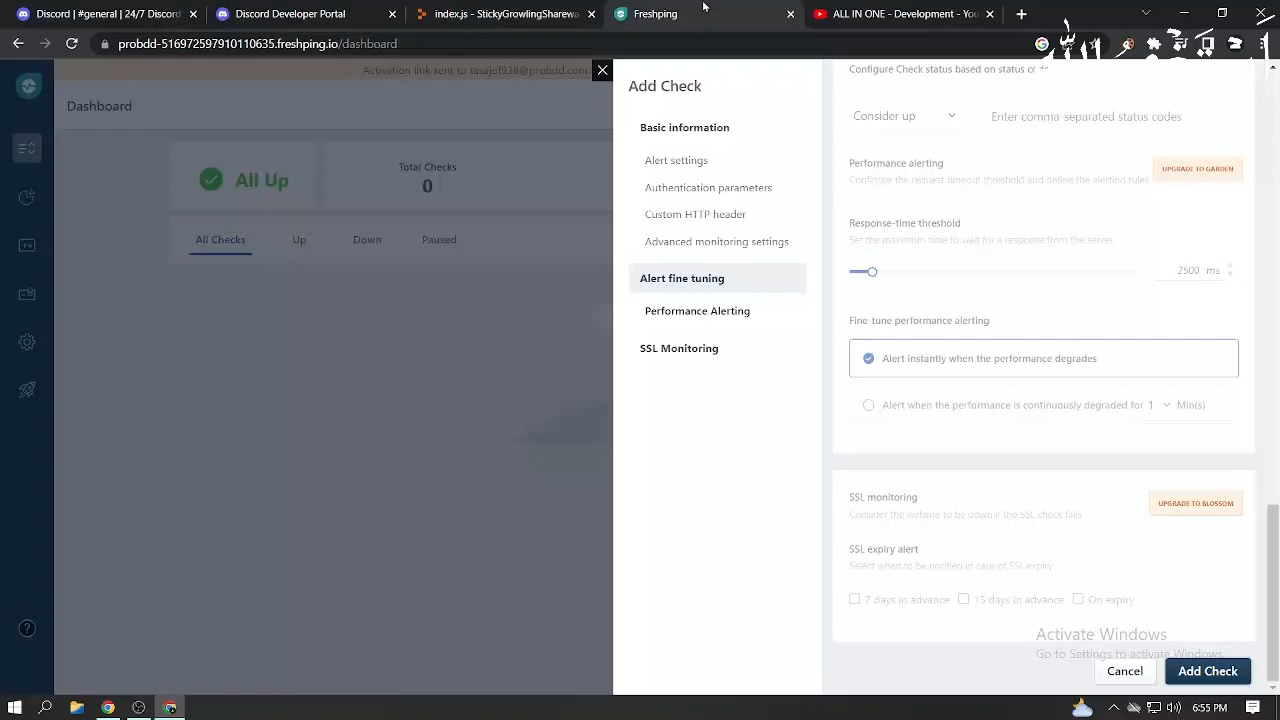 Discord | #general | 24/7 Discord
Discord Developer Portal
index.js - StickyGrowlingSharewa
Freshping
ALL IN ONE - DEVELOPERS - You
probdd-516972597910110635.freshping.io/dashboard
Activation link sent to tasajof938@probdd.com
Dashboard
All Up
Total Checks
0
All Checks
Up
Down
Paused
Add Check
Basic information
Alert settings
Authentication parameters
Custom HTTP header
Advanced monitoring settings
Alert fine tuning
Performance Alerting
SSL Monitoring
Configure Check status based on status
Consider up
Enter comma-separated status codes
Performance alerting
UPGRADE TO GARDEN
Configure the request timeout threshold and define the alerting rules
Response-time threshold
Set the maximum time to wait for a response from the server
2500 ms
Fine-tune performance alerting
Alert instantly when the performance degrades
Alert when the performance is continuously degraded for 1 Min(s)
SSL monitoring
UPGRADE TO BLOSSOM
Consider the website to be down if the SSL check fails
SSL expiry alert
Select when to be notified in case of SSL expiry
7 days in advance
15 days in advance
On expiry
Activate Windows
Go to Settings to activate Windows.
Cancel
Add Check
6:55 PM